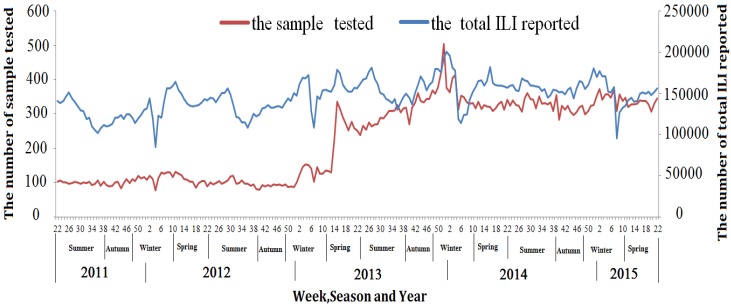 the sample tested
the total ILI reported
The number of sample tested
600
500
400
300
200
100
0
250000
200000
150000
100000
50000
0
The number of total ILI reported
22 26 30 34 38 42 46 50 2 6 10 14 18 22 26 30 34 38 42 46 50 2 6 10 14 18 22 26 30 34 38 42 46 50 2 6 10 14 18 22 26 30 34 38 42 46 50 2 6 10 14 18 22
Summer Autumn Winter Spring Summer Autumn Winter Spring Summer Autumn Winter Spring Summer Autumn Winter Spring
2011 2012 2013 2014 2015
Week,Season and Year